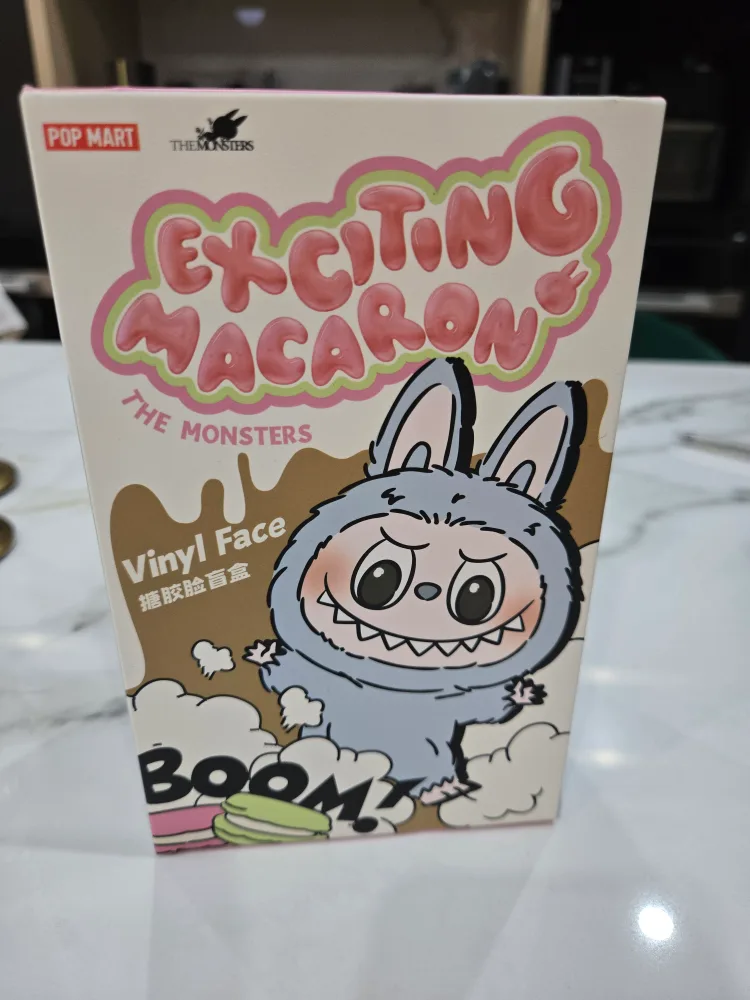 POP MART
THE MONSTERS
EXCITING
MACARON
THE MONSTERS
Vinyl Face
搪胶脸盲盒
BOOM!